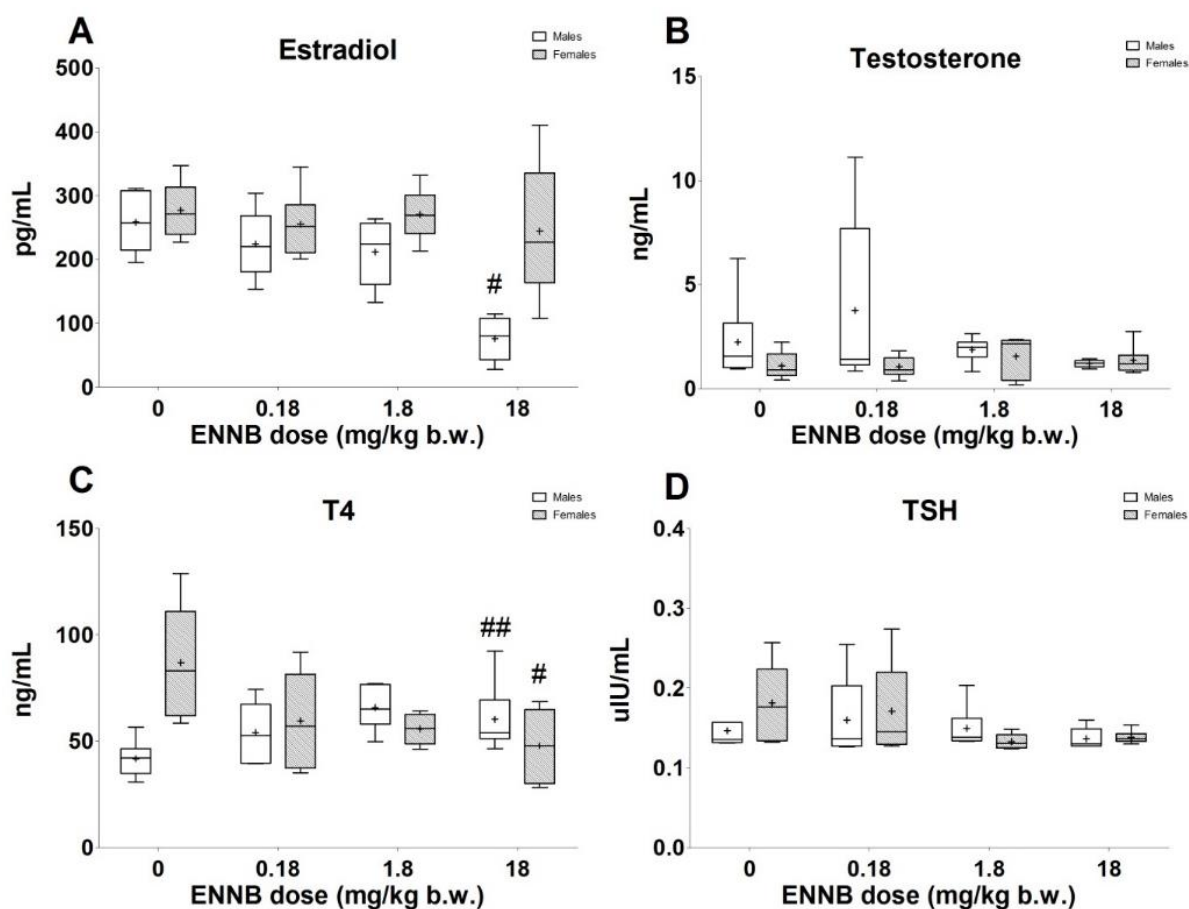 A
Estradiol
Males
Females
500
400
300
200
100
0
pg/mL
#
0 0.18 1.8 18
ENNB dose (mg/kg b.w.)
B
Testosterone
Males
Females
15
10
5
0
ng/mL
0 0.18 1.8 18
ENNB dose (mg/kg b.w.)
C
T4
Males
Females
150
100
50
0
ng/mL
##
#
0 0.18 1.8 18
ENNB dose (mg/kg b.w.)
D
TSH
Males
Females
0.4
0.3
0.2
0.1
0.0
uIU/mL
0 0.18 1.8 18
ENNB dose (mg/kg b.w.)